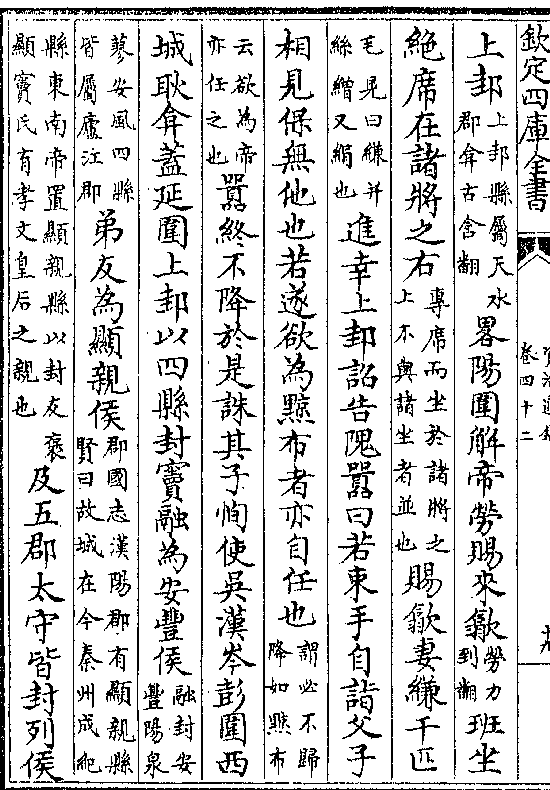 欽定四庫全書
卷四十二
上邽上邽縣屬天水郡弇古含翻畧陽圍解帝勞賜來歙勞力到翻班坐
絶席在諸將之右專席而坐於諸將之上不與諸坐者並也賜歙妻縑千匹
毛晃曰縑并絲繒又絹也進幸上邽詔告隗囂曰若束手自詣父子
相見保無他也若遂欲為黥布者亦自任也謂必不歸降如黥布
云欲為帝亦任之也囂終不降於是誅其子恂使吳漢岑彭圍西
城耿弇蓋延圍上邽以四縣封竇融為安豐侯融封安豐陽泉
蓼安風四縣皆屬廬江郡弟友為顯親侯郡國志漢陽郡有顯親縣賢曰故城在今秦州成紀
縣東南帝置顯親縣以封友顯竇氏有孝文皇后之親也褒及五郡太守皆封列侯